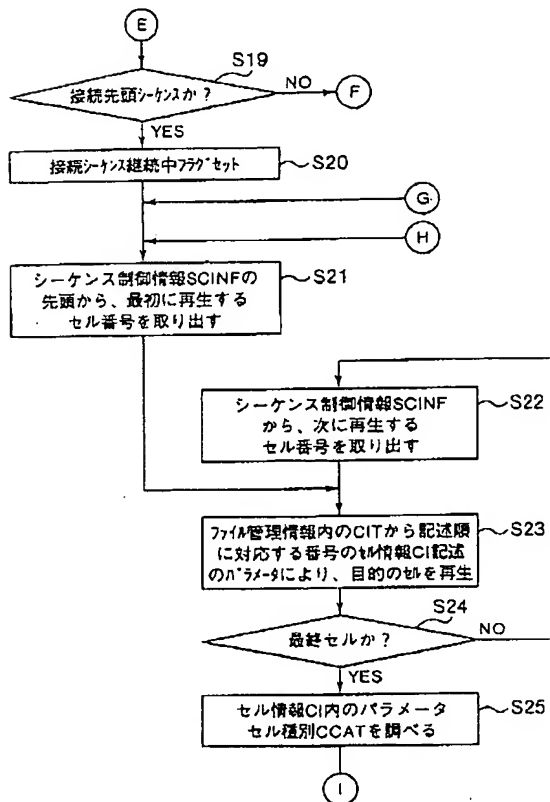 E
S19
接続先頭シーケンスか？
NO
F
YES
接続シーケンス継続中フラグセット
S20
G
H
シーケンス制御情報SCINFの
先頭から、最初に再生する
セル番号を取り出す
S21
シーケンス制御情報SCINF
から、次に再生する
セル番号を取り出す
S22
ファイル管理情報内のCITから記述順
に対応する番号のセル情報CI記述
のパラメータにより、目的のセルを再生
S23
S24
最終セルか？
NO
YES
セル情報CI内のパラメータ
セル種別CCATを調べる
S25
I